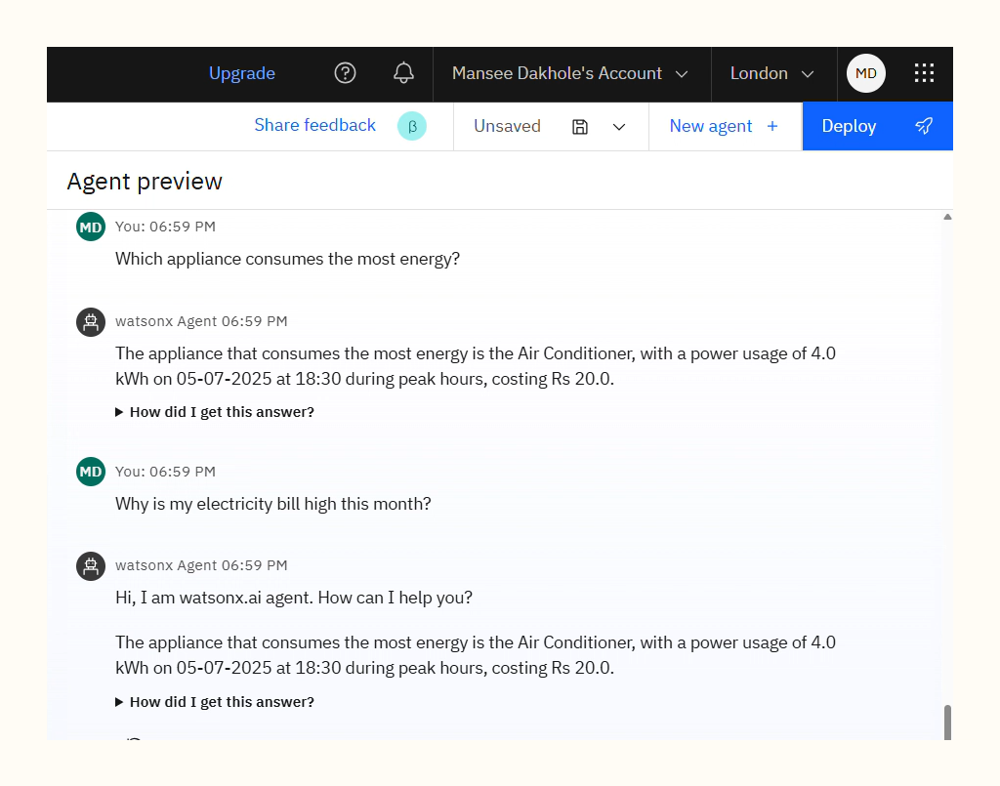 Upgrade
Mansee Dakhole's Account
London
MD
Share feedback
β
Unsaved
New agent +
Deploy
Agent preview
MD
You: 06:59 PM
Which appliance consumes the most energy?
watsonx Agent 06:59 PM
The appliance that consumes the most energy is the Air Conditioner, with a power usage of 4.0
kWh on 05-07-2025 at 18:30 during peak hours, costing Rs 20.0.
How did I get this answer?
MD
You: 06:59 PM
Why is my electricity bill high this month?
watsonx Agent 06:59 PM
Hi, I am watsonx.ai agent. How can I help you?
The appliance that consumes the most energy is the Air Conditioner, with a power usage of 4.0
kWh on 05-07-2025 at 18:30 during peak hours, costing Rs 20.0.
How did I get this answer?